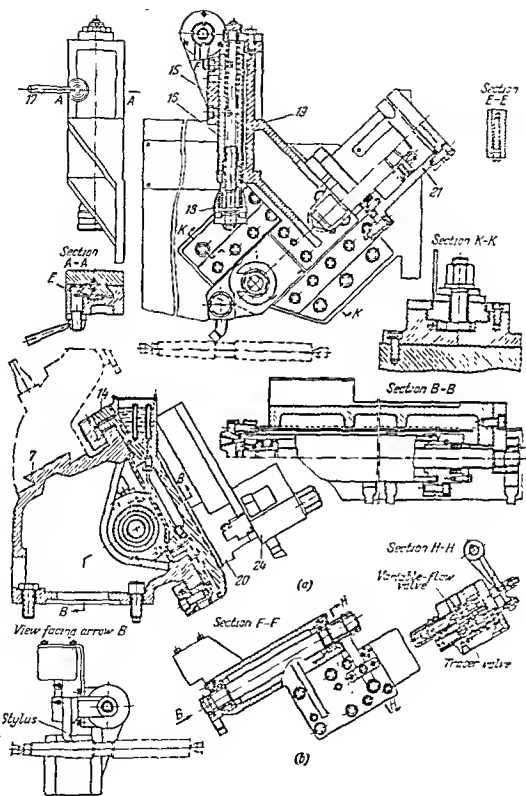 15
17
A
A
Section
E-E
16
19
21
18
K
Section
A-A
E
K
Section K-K
14
Section B-B
7
B
Г
20
24
(a)
B
Section H-H
Variable-flow
valve
View facing arrow Б
Section F-F
H
Tracer valve
Stylus
Б
H
(b)